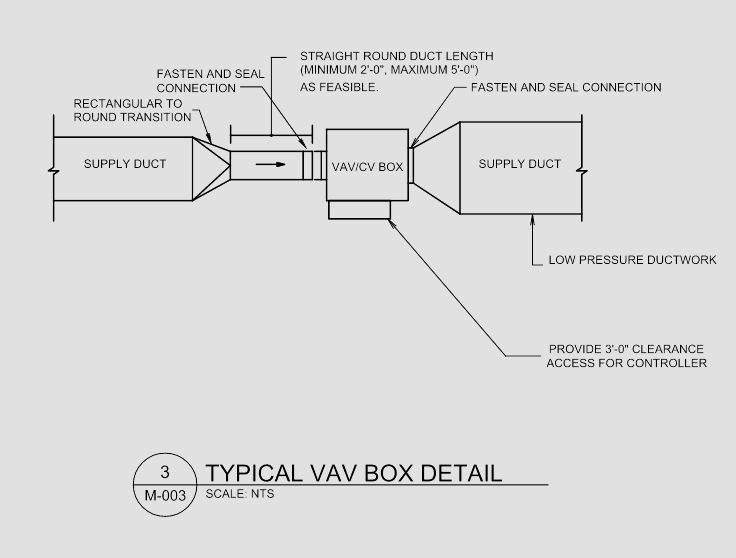 STRAIGHT ROUND DUCT LENGTH
(MINIMUM 2'-0", MAXIMUM 5'-0")
AS FEASIBLE.
FASTEN AND SEAL
CONNECTION
FASTEN AND SEAL CONNECTION
RECTANGULAR TO
ROUND TRANSITION
SUPPLY DUCT
VAV/CV BOX
SUPPLY DUCT
LOW PRESSURE DUCTWORK
PROVIDE 3'-0" CLEARANCE
ACCESS FOR CONTROLLER
3
M-003
TYPICAL VAV BOX DETAIL
SCALE: NTS